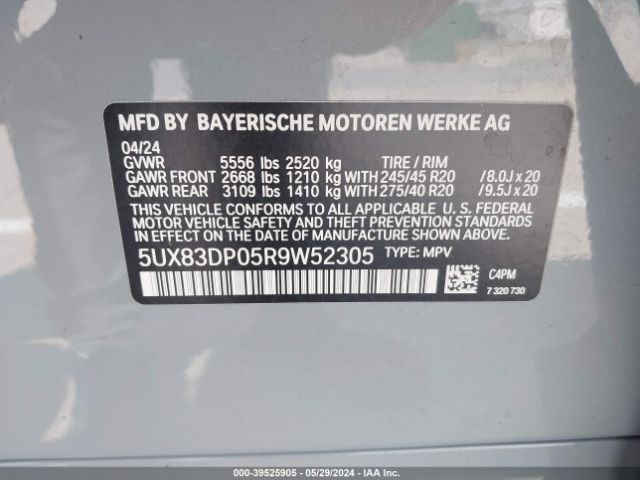 MFD BY BAYERISCHE MOTOREN WERKE AG
04/24
GVWR 5556 lbs 2520 kg TIRE / RIM
GAWR FRONT 2668 lbs 1210 kg WITH 245/45 R20 /8.0J x 20
GAWR REAR 3109 lbs 1410 kg WITH 275/40 R20 /9.5J x 20
THIS VEHICLE CONFORMS TO ALL APPLICABLE U. S. FEDERAL
MOTOR VEHICLE SAFETY AND THEFT PREVENTION STANDARDS
IN EFFECT ON THE DATE OF MANUFACTURE SHOWN ABOVE.
5UX83DP05R9W52305 TYPE: MPV
C4PM
7 320 730
000-39525905 / 05/29/2024 / IAAI.COM